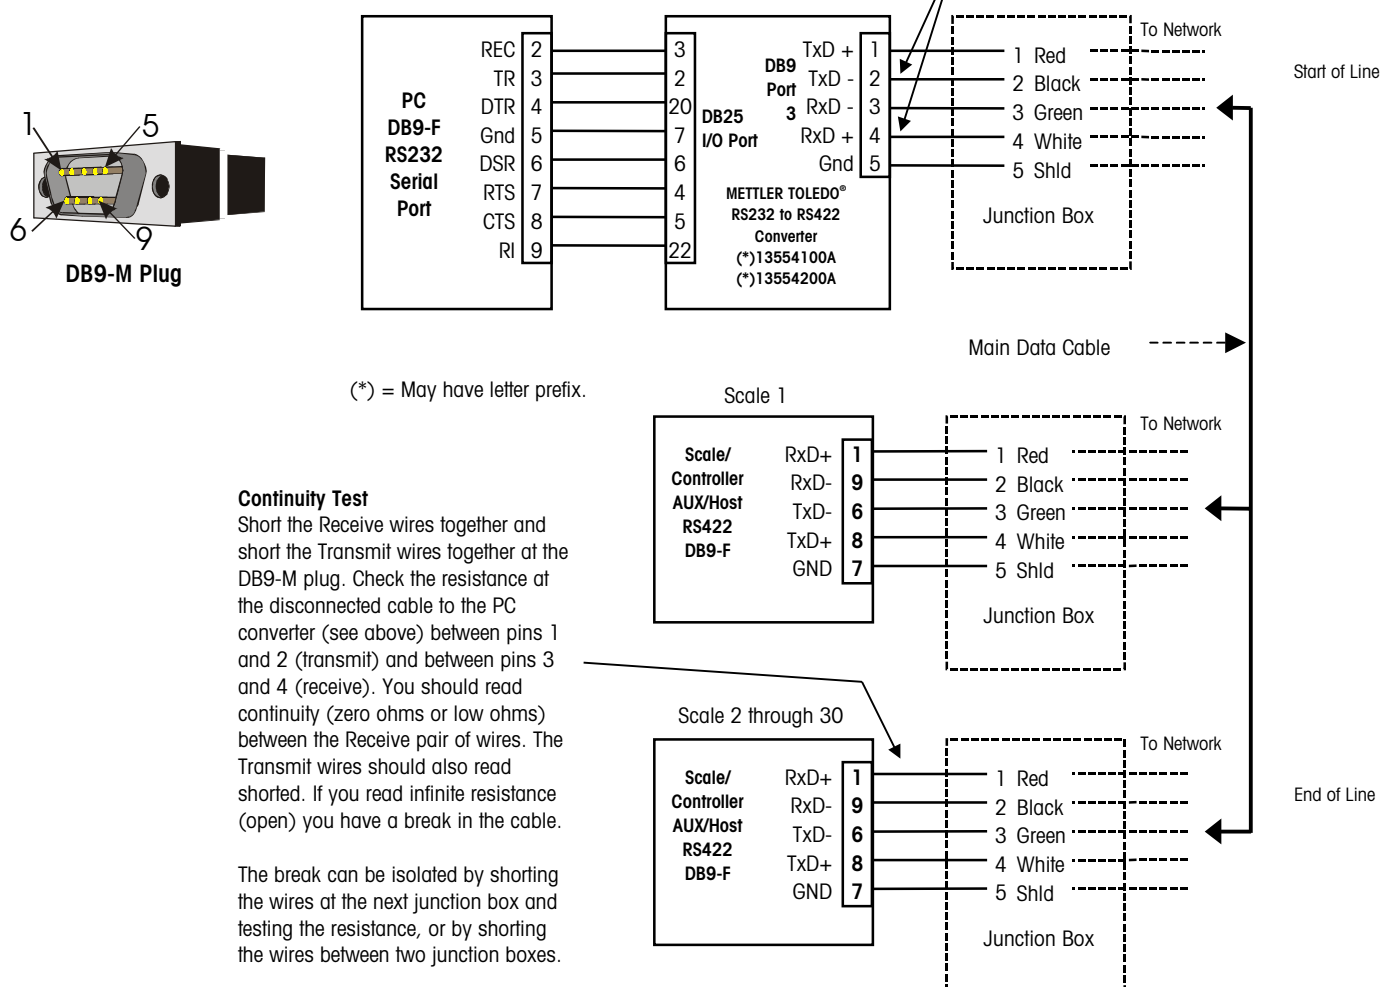 To Network
Start of Line
REC 2 3 TxD + 1 1 Red
TR 3 2 DB9 TxD - 2 2 Black
DTR 4 20 Port 3 RxD - 3 3 Green
Gnd 5 7 DB25 I/O Port RxD + 4 4 White
DSR 6 6 Gnd 5 5 Shld
RTS 7 4
CTS 8 5
RI 9 22
PC
DB9-F
RS232
Serial
Port
METTLER TOLEDO®
RS232 to RS422
Converter
(*)13554100A
(*)13554200A
Junction Box
1 5
6 9
DB9-M Plug
Main Data Cable
(*) = May have letter prefix.
Scale 1
To Network
Scale/
Controller
AUX/Host
RS422
DB9-F
RxD+ 1 1 Red
RxD- 9 2 Black
TxD- 6 3 Green
TxD+ 8 4 White
GND 7 5 Shld
Junction Box
Continuity Test
Short the Receive wires together and
short the Transmit wires together at the
DB9-M plug. Check the resistance at
the disconnected cable to the PC
converter (see above) between pins 1
and 2 (transmit) and between pins 3
and 4 (receive). You should read
continuity (zero ohms or low ohms)
between the Receive pair of wires. The
Transmit wires should also read
shorted. If you read infinite resistance
(open) you have a break in the cable.
The break can be isolated by shorting
the wires at the next junction box and
testing the resistance, or by shorting
the wires between two junction boxes.
Scale 2 through 30
To Network
End of Line
Scale/
Controller
AUX/Host
RS422
DB9-F
RxD+ 1 1 Red
RxD- 9 2 Black
TxD- 6 3 Green
TxD+ 8 4 White
GND 7 5 Shld
Junction Box